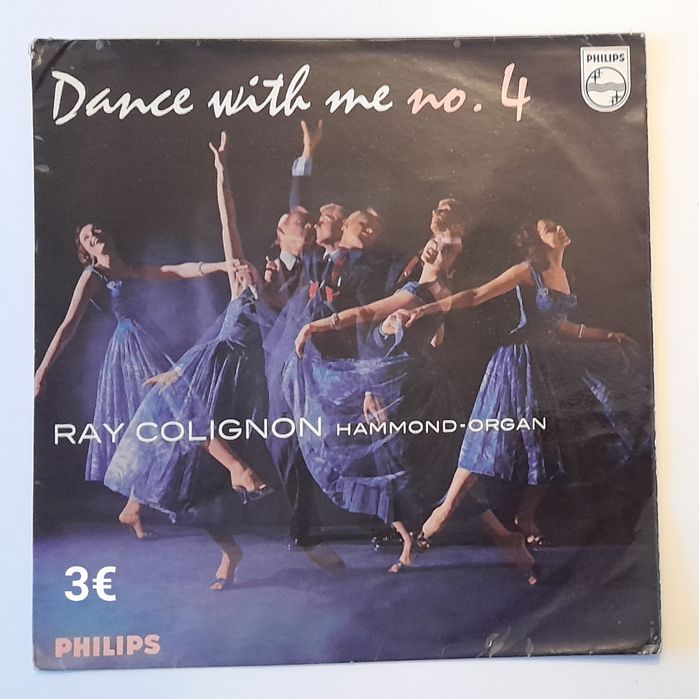 Dance with me no. 4
PHILIPS
RAY COLIGNON HAMMOND-ORGAN
3€
PHILIPS